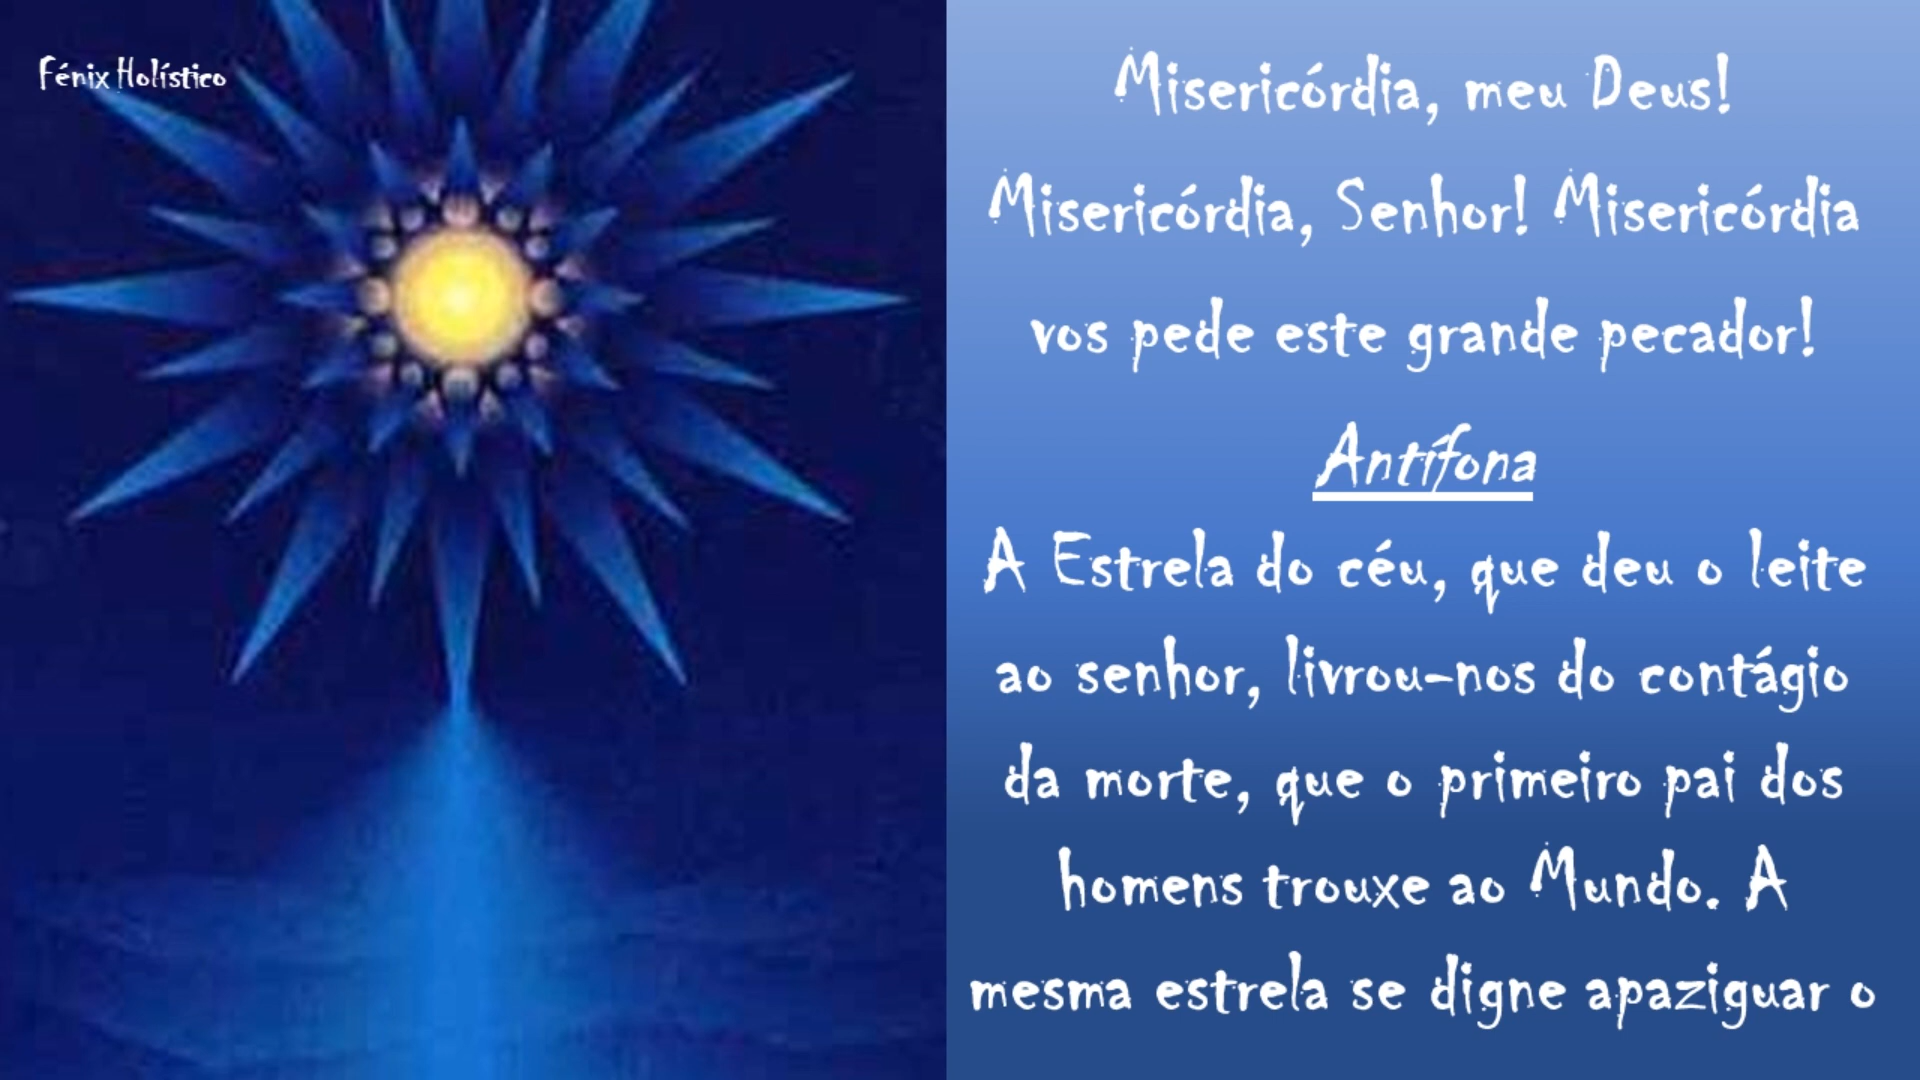 Fénix Holístico
Misericórdia, meu Deus!
Misericórdia, Senhor! Misericórdia
vos pede este grande pecador!
Antífona
A Estrela do céu, que deu o leite
ao senhor, livrou-nos do contágio
da morte, que o primeiro pai dos
homens trouxe ao Mundo. A
mesma estrela se digne apaziguar o